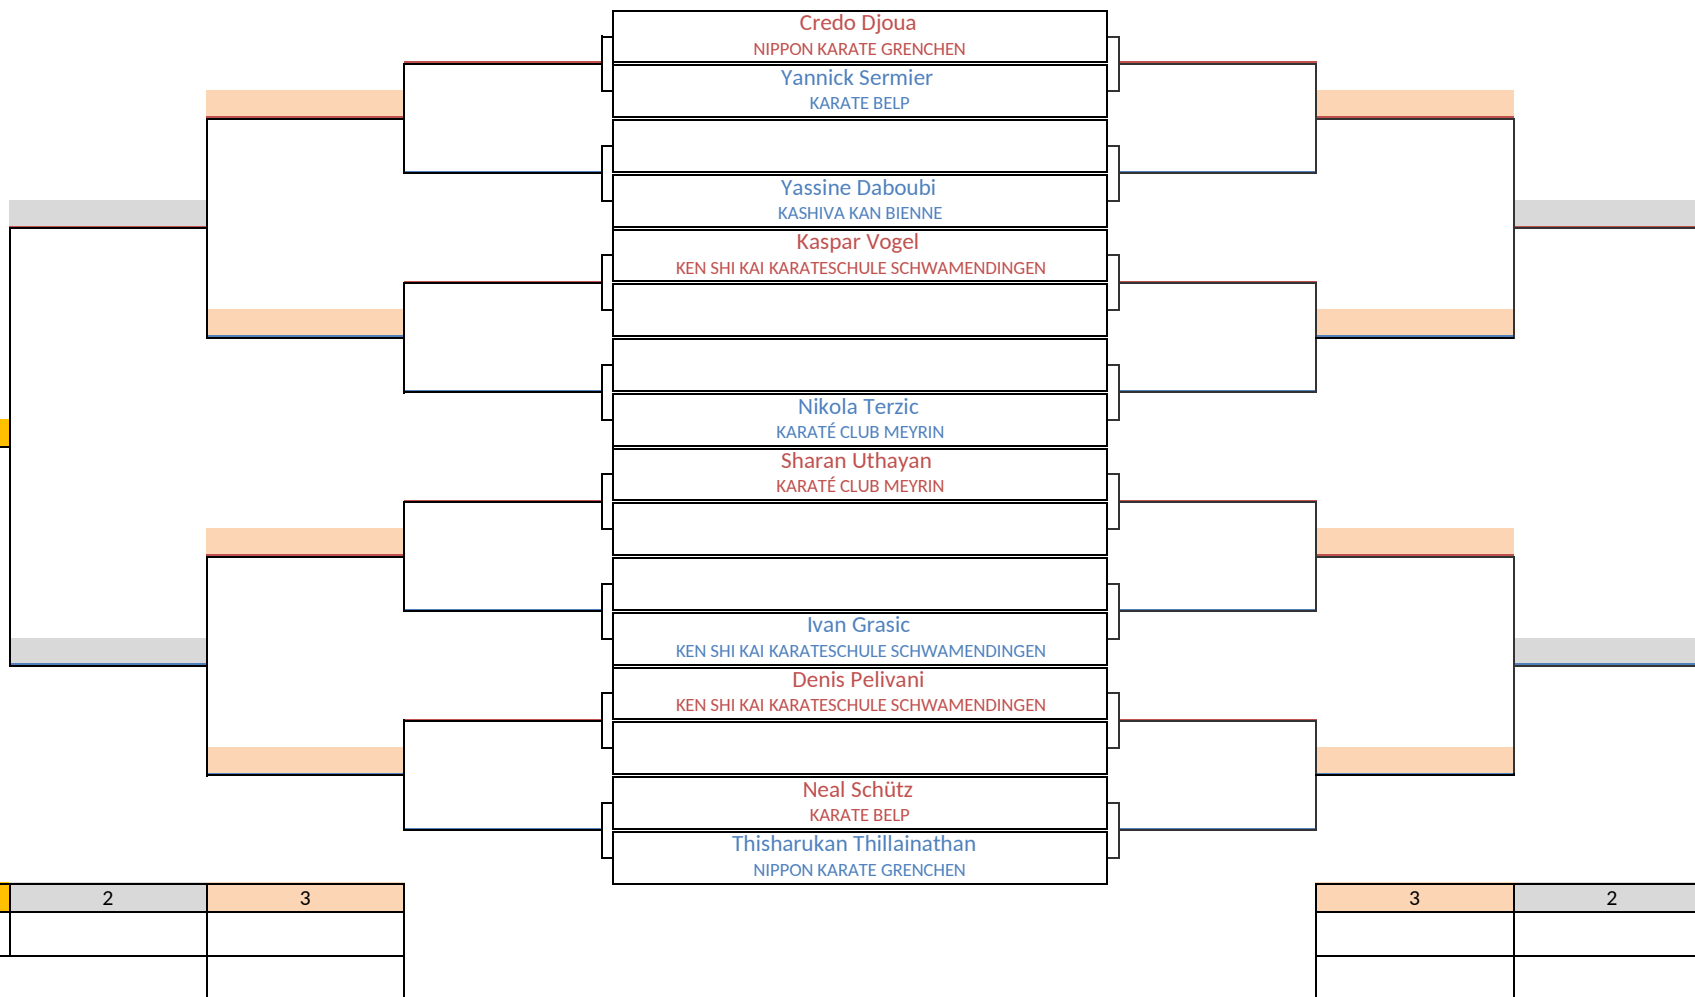 Credo Djoua
NIPPON KARATE GRENCHEN
Yannick Sermier
KARATE BELP
Yassine Daboubi
KASHIVA KAN BIENNE
Kaspar Vogel
KEN SHI KAI KARATESCHULE SCHWAMENDINGEN
Nikola Terzic
KARATÉ CLUB MEYRIN
Sharan Uthayan
KARATÉ CLUB MEYRIN
Ivan Grasic
KEN SHI KAI KARATESCHULE SCHWAMENDINGEN
Denis Pelivani
KEN SHI KAI KARATESCHULE SCHWAMENDINGEN
Neal Schütz
KARATE BELP
Thisharukan Thillainathan
NIPPON KARATE GRENCHEN
2 3 3 2